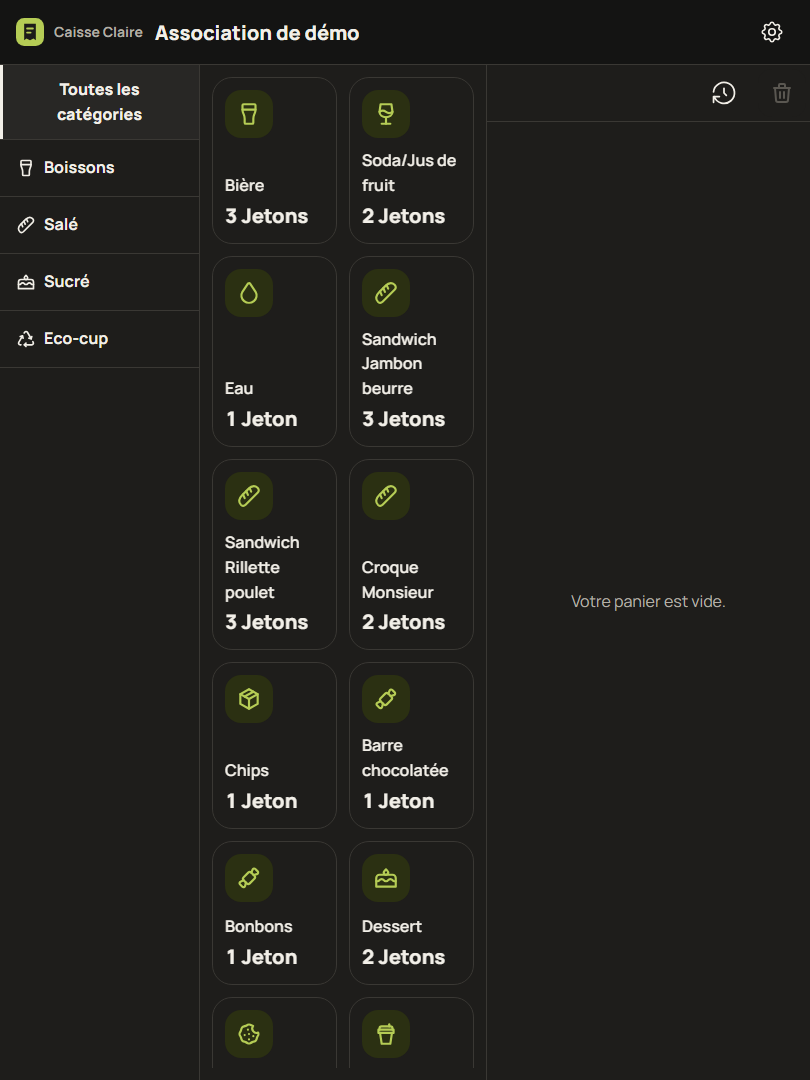 Caisse Claire
Association de démo
Toutes les
catégories
Boissons
Salé
Sucré
Eco-cup
Bière
3 Jetons
Soda/Jus de
fruit
2 Jetons
Eau
1 Jeton
Sandwich
Jambon
beurre
3 Jetons
Sandwich
Rillette
poulet
3 Jetons
Croque
Monsieur
2 Jetons
Chips
1 Jeton
Barre
chocolatée
1 Jeton
Bonbons
1 Jeton
Dessert
2 Jetons
Votre panier est vide.